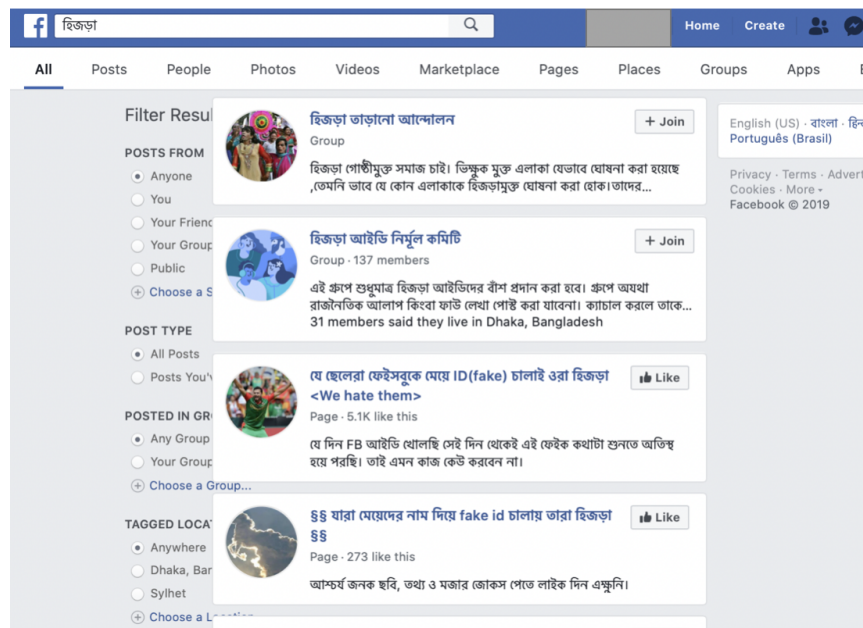 f
হিজড়া
Home
Create
All
Posts
People
Photos
Videos
Marketplace
Pages
Places
Groups
Apps
Filter Resul
POSTS FROM
Anyone
You
Your Friend
Your Group
Public
Choose a S
POST TYPE
All Posts
Posts You'v
POSTED IN GR
Any Group
Your Group
Choose a Group...
TAGGED LOCA
Anywhere
Dhaka, Ban
Sylhet
Choose a Location...
হিজড়া তাড়ানো আন্দোলন
+ Join
Group
হিজড়া গোষ্ঠীমুক্ত সমাজ চাই। ভিক্ষুক মুক্ত এলাকা যেভাবে ঘোষনা করা হয়েছে
,তেমনি ভাবে যে কোন এলাকাকে হিজড়ামুক্ত ঘোষনা করা হোক।তাদের...
হিজড়া আইডি নির্মূল কমিটি
+ Join
Group · 137 members
এই গ্রুপে শুধুমাত্র হিজড়া আইডিদের বাঁশ প্রদান করা হবে। গ্রুপে অযথা
রাজনৈতিক আলাপ কিংবা ফাউ লেখা পোষ্ট করা যাবেনা। ক্যাচাল করলে তাকে...
31 members said they live in Dhaka, Bangladesh
যে ছেলেরা ফেইসবুকে মেয়ে ID(fake) চালাই ওরা হিজড়া
<We hate them>
Like
Page · 5.1K like this
যে দিন FB আইডি খোলছি সেই দিন থেকেই এই ফেইক কথাটা শুনতে অতিস্থ
হয়ে পরছি। তাই এমন কাজ কেউ করবেন না।
§§ যারা মেয়েদের নাম দিয়ে fake id চালায় তারা হিজড়া
§§
Like
Page · 273 like this
আশ্চর্য জনক ছবি, তথ্য ও মজার জোকস পেতে লাইক দিন এক্ষুনি।
English (US) · বাংলা · हिन्
Português (Brasil)
Privacy · Terms · Advert
Cookies · More
Facebook © 2019